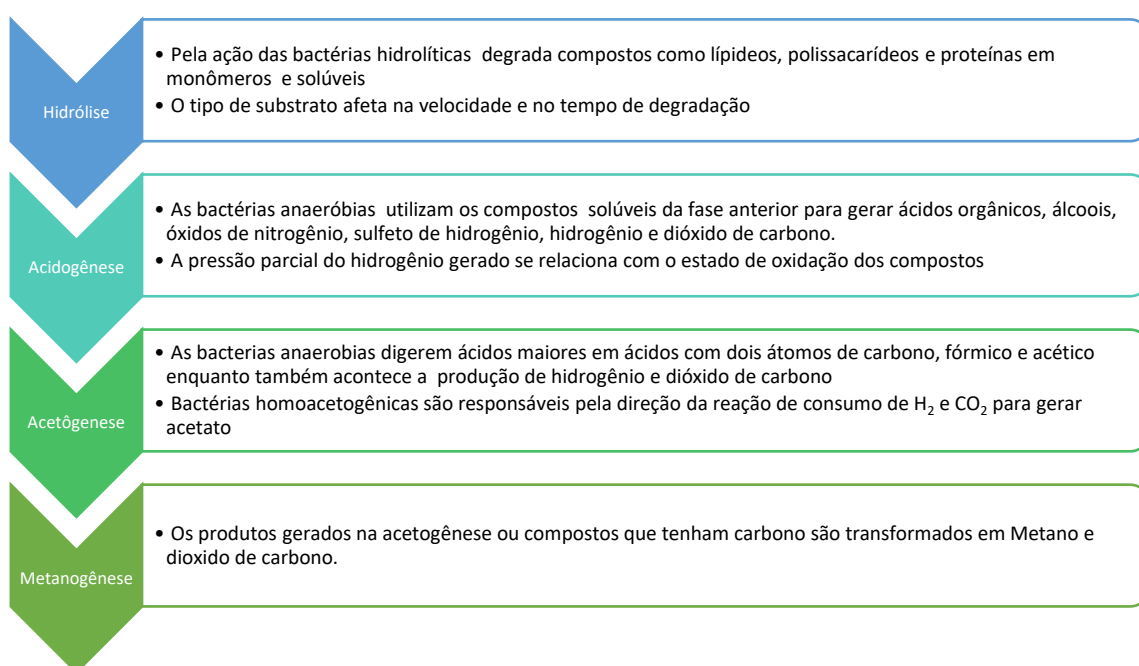 Hidrólise
• Pela ação das bactérias hidrolíticas degrada compostos como lípideos, polissacarídeos e proteínas em
monômeros e solúveis
• O tipo de substrato afeta na velocidade e no tempo de degradação
Acidogênese
• As bactérias anaeróbias utilizam os compostos solúveis da fase anterior para gerar ácidos orgânicos, álcoois,
óxidos de nitrogênio, sulfeto de hidrogênio, hidrogênio e dióxido de carbono.
• A pressão parcial do hidrogênio gerado se relaciona com o estado de oxidação dos compostos
Acetôgenese
• As bacterias anaerobias digerem ácidos maiores em ácidos com dois átomos de carbono, fórmico e acético
enquanto também acontece a produção de hidrogênio e dióxido de carbono
• Bactérias homoacetogênicas são responsáveis pela direção da reação de consumo de H₂ e CO₂ para gerar
acetato
Metanogênese
• Os produtos gerados na acetogênese ou compostos que tenham carbono são transformados em Metano e
dioxido de carbono.